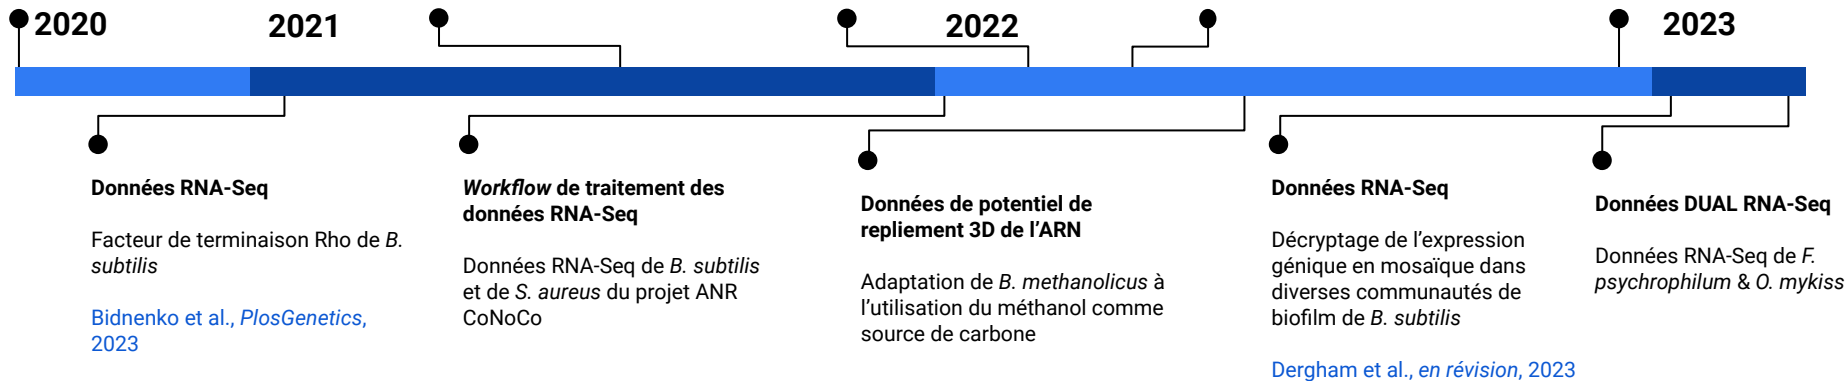 2020
2021
2022
2023
Données RNA-Seq
Facteur de terminaison Rho de B.
subtilis
Bidnenko et al., PlosGenetics,
2023
Workflow de traitement des
données RNA-Seq
Données RNA-Seq de B. subtilis
et de S. aureus du projet ANR
CoNoCo
Données de potentiel de
repliement 3D de l’ARN
Adaptation de B. methanolicus à
l’utilisation du méthanol comme
source de carbone
Données RNA-Seq
Décryptage de l’expression
génique en mosaïque dans
diverses communautés de
biofilm de B. subtilis
Dergham et al., en révision, 2023
Données DUAL RNA-Seq
Données RNA-Seq de F.
psychrophilum & O. mykiss